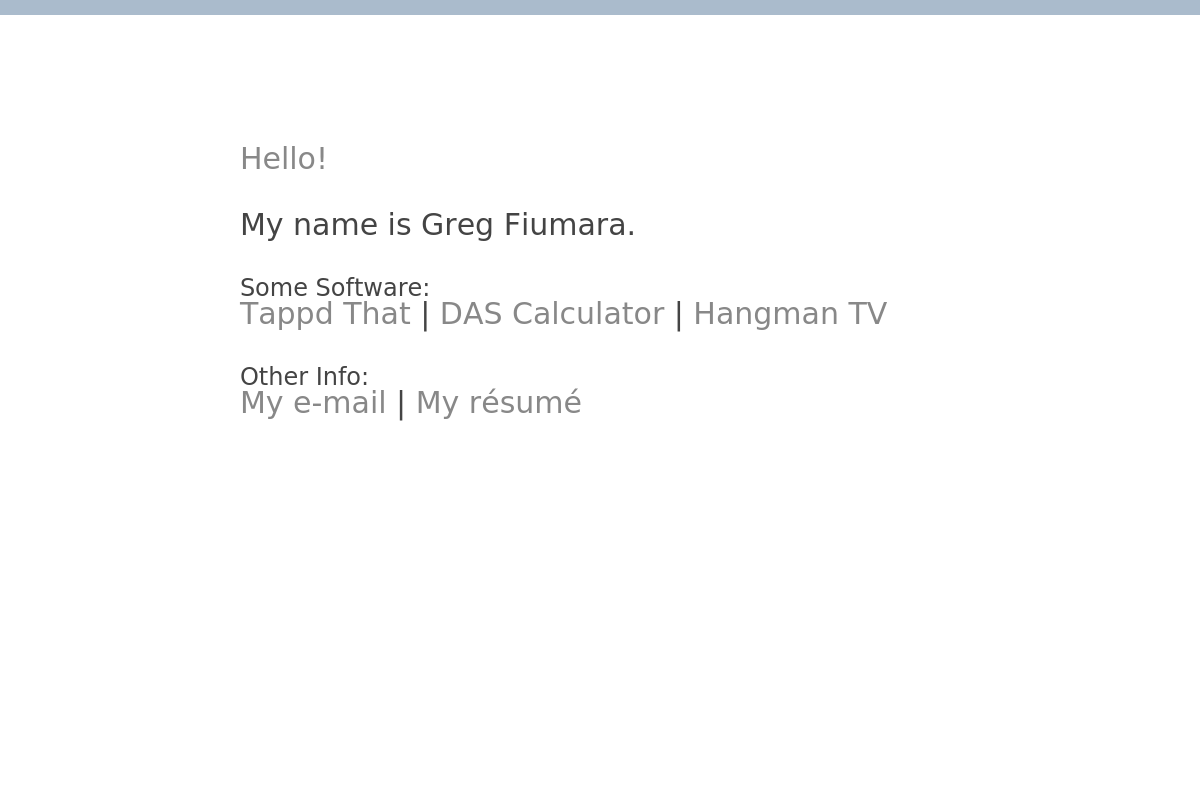 Hello!
My name is Greg Fiumara.
Some Software:
Tappd That | DAS Calculator | Hangman TV
Other Info:
My e-mail | My résumé